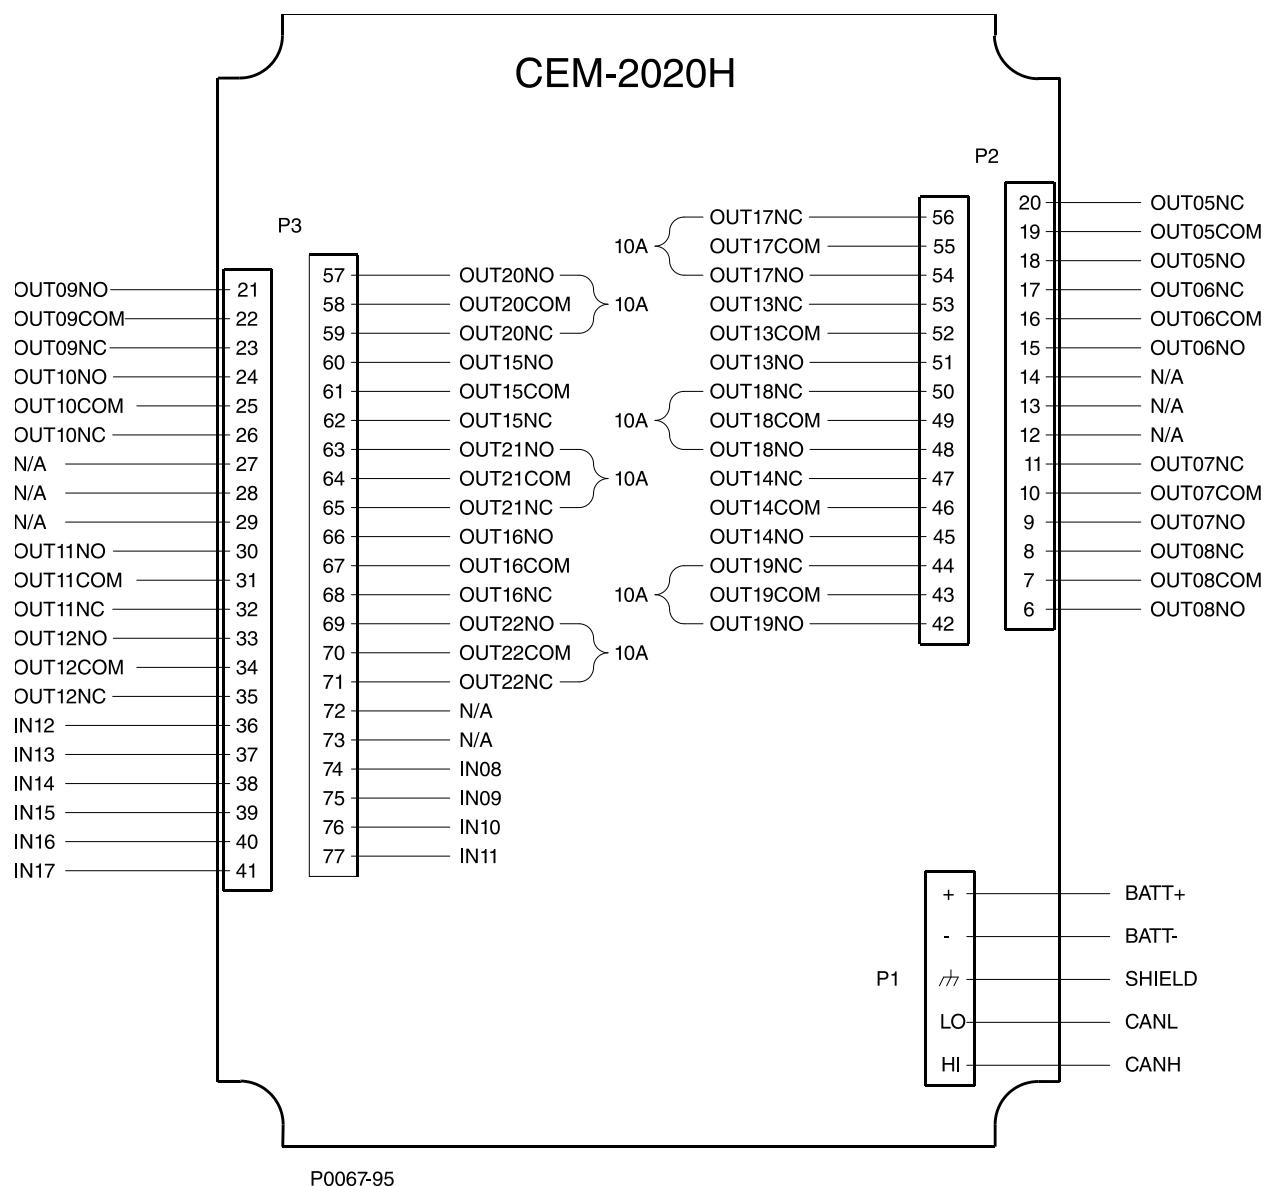 CEM-2020H
P2
P3
P1
OUT09NO 21
OUT09COM 22
OUT09NC 23
OUT10NO 24
OUT10COM 25
OUT10NC 26
N/A 27
N/A 28
N/A 29
OUT11NO 30
OUT11COM 31
OUT11NC 32
OUT12NO 33
OUT12COM 34
OUT12NC 35
IN12 36
IN13 37
IN14 38
IN15 39
IN16 40
IN17 41
57 OUT20NO
58 OUT20COM 10A
59 OUT20NC
60 OUT15NO
61 OUT15COM
62 OUT15NC
63 OUT21NO
64 OUT21COM 10A
65 OUT21NC
66 OUT16NO
67 OUT16COM
68 OUT16NC
69 OUT22NO
70 OUT22COM 10A
71 OUT22NC
72 N/A
73 N/A
74 IN08
75 IN09
76 IN10
77 IN11
OUT17NC 56
10A OUT17COM 55
OUT17NO 54
OUT13NC 53
OUT13COM 52
OUT13NO 51
OUT18NC 50
10A OUT18COM 49
OUT18NO 48
OUT14NC 47
OUT14COM 46
OUT14NO 45
OUT19NC 44
10A OUT19COM 43
OUT19NO 42
20 OUT05NC
19 OUT05COM
18 OUT05NO
17 OUT06NC
16 OUT06COM
15 OUT06NO
14 N/A
13 N/A
12 N/A
11 OUT07NC
10 OUT07COM
9 OUT07NO
8 OUT08NC
7 OUT08COM
6 OUT08NO
+ BATT+
- BATT-
SHIELD
LO CANL
HI CANH
P0067-95